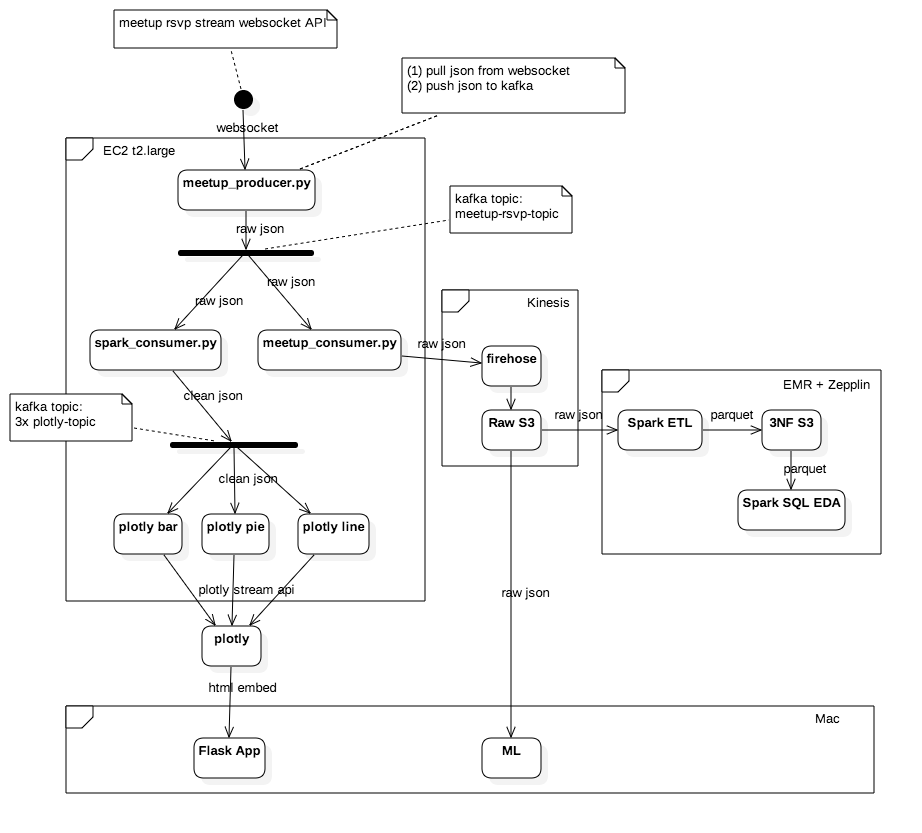 meetup rsvp stream websocket API
(1) pull json from websocket
(2) push json to kafka
websocket
EC2 t2.large
meetup_producer.py
kafka topic:
meetup-rsvp-topic
raw json
raw json
raw json
Kinesis
spark_consumer.py
meetup_consumer.py
raw json
firehose
EMR + Zepplin
clean json
kafka topic:
3x plotly-topic
Raw S3
raw json
Spark ETL
parquet
3NF S3
parquet
clean json
Spark SQL EDA
plotly bar
plotly pie
plotly line
plotly stream api
raw json
plotly
html embed
Mac
Flask App
ML